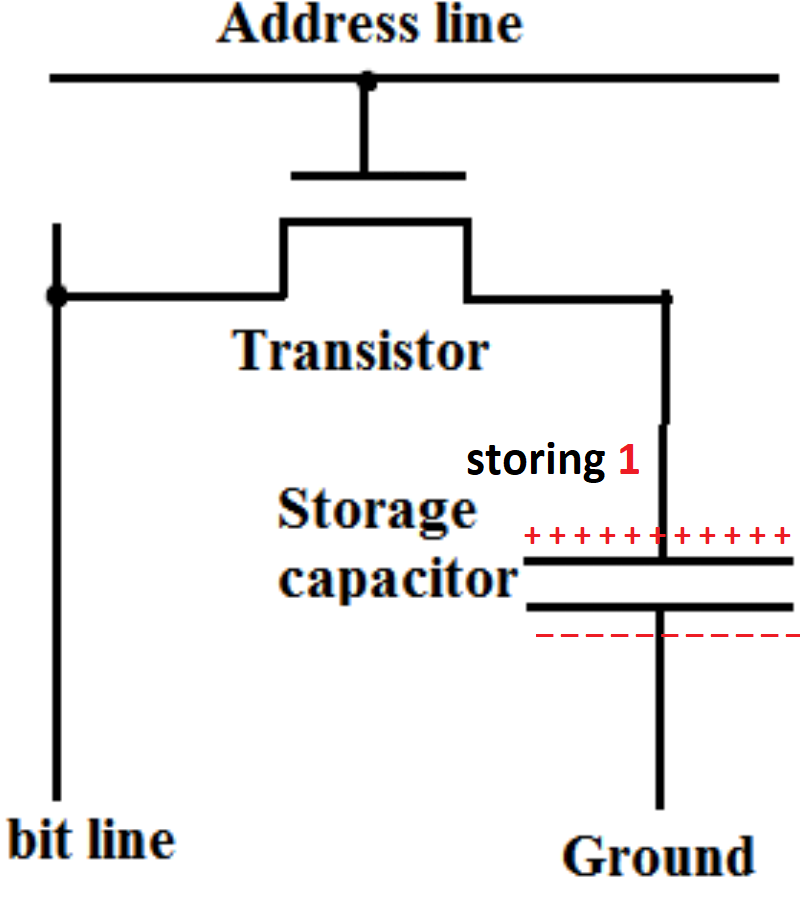 Address line
Transistor
storing 1
Storage
capacitor
+ + + + + + + + + + +
− − − − − − − − − − −
bit line
Ground